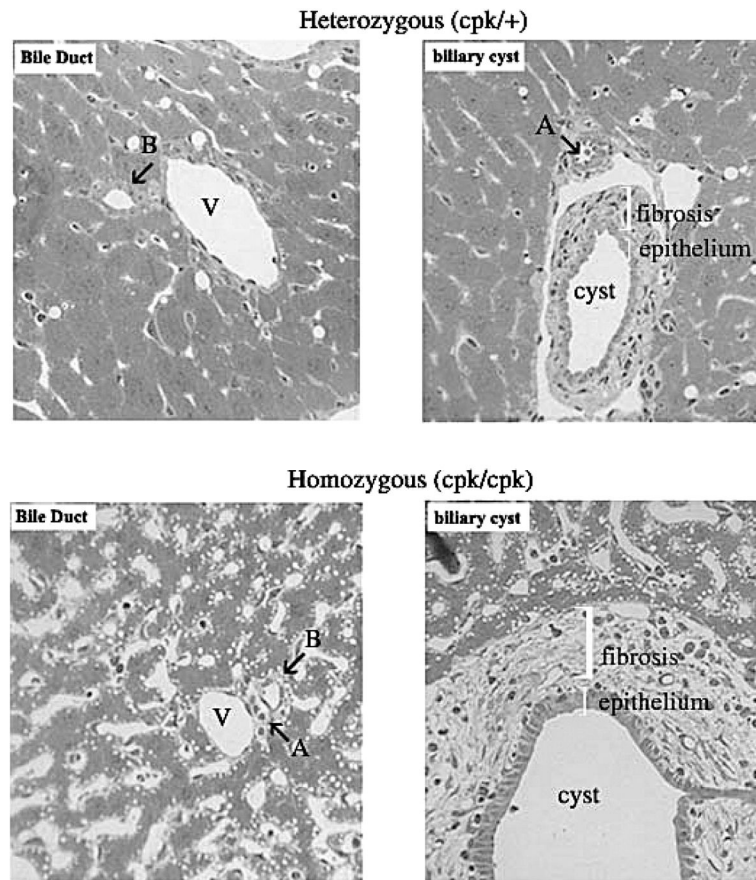 Heterozygous (cpk/+)
Bile Duct
B
V
biliary cyst
A
fibrosis
epithelium
cyst
Homozygous (cpk/cpk)
Bile Duct
B
V
A
biliary cyst
fibrosis
epithelium
cyst